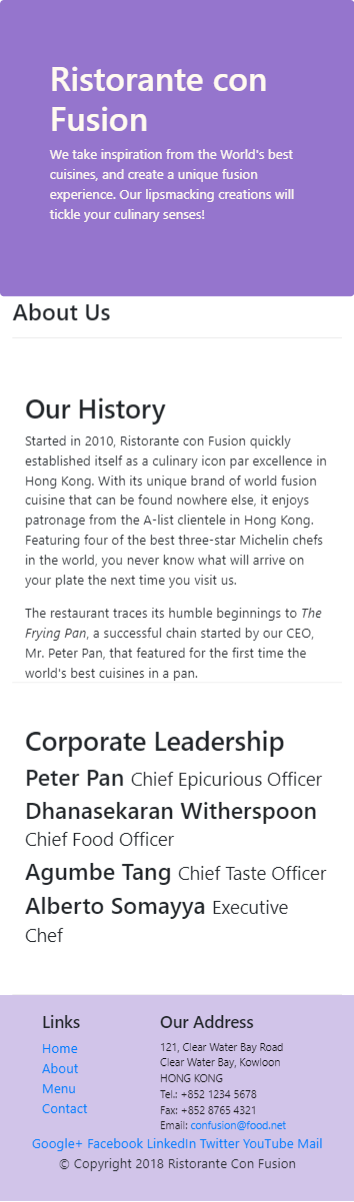 Ristorante con
Fusion
We take inspiration from the World's best
cuisines, and create a unique fusion
experience. Our lipsmacking creations will
tickle your culinary senses!
About Us
Our History
Started in 2010, Ristorante con Fusion quickly
established itself as a culinary icon par excellence in
Hong Kong. With its unique brand of world fusion
cuisine that can be found nowhere else, it enjoys
patronage from the A-list clientele in Hong Kong.
Featuring four of the best three-star Michelin chefs
in the world, you never know what will arrive on
your plate the next time you visit us.
The restaurant traces its humble beginnings to The
Frying Pan, a successful chain started by our CEO,
Mr. Peter Pan, that featured for the first time the
world's best cuisines in a pan.
Corporate Leadership
Peter Pan Chief Epicurious Officer
Dhanasekaran Witherspoon
Chief Food Officer
Agumbe Tang Chief Taste Officer
Alberto Somayya Executive
Chef
Links
Home
About
Menu
Contact
Our Address
121, Clear Water Bay Road
Clear Water Bay, Kowloon
HONG KONG
Tel.: +852 1234 5678
Fax: +852 8765 4321
Email: confusion@food.net
Google+ Facebook LinkedIn Twitter YouTube Mail
© Copyright 2018 Ristorante Con Fusion